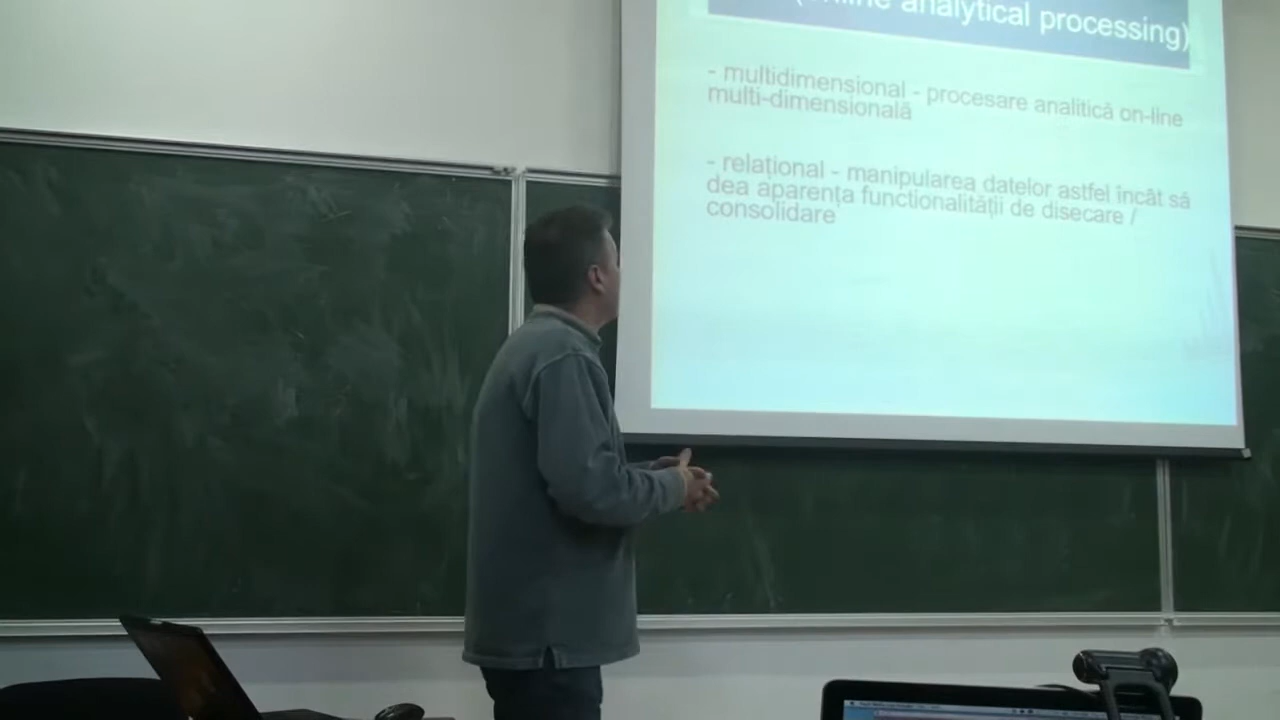 (online analytical processing)
- multidimensional - procesare analitică on-line
multi-dimensională
- relațional - manipularea datelor astfel încât să
dea aparența funcționalității de disecare /
consolidare